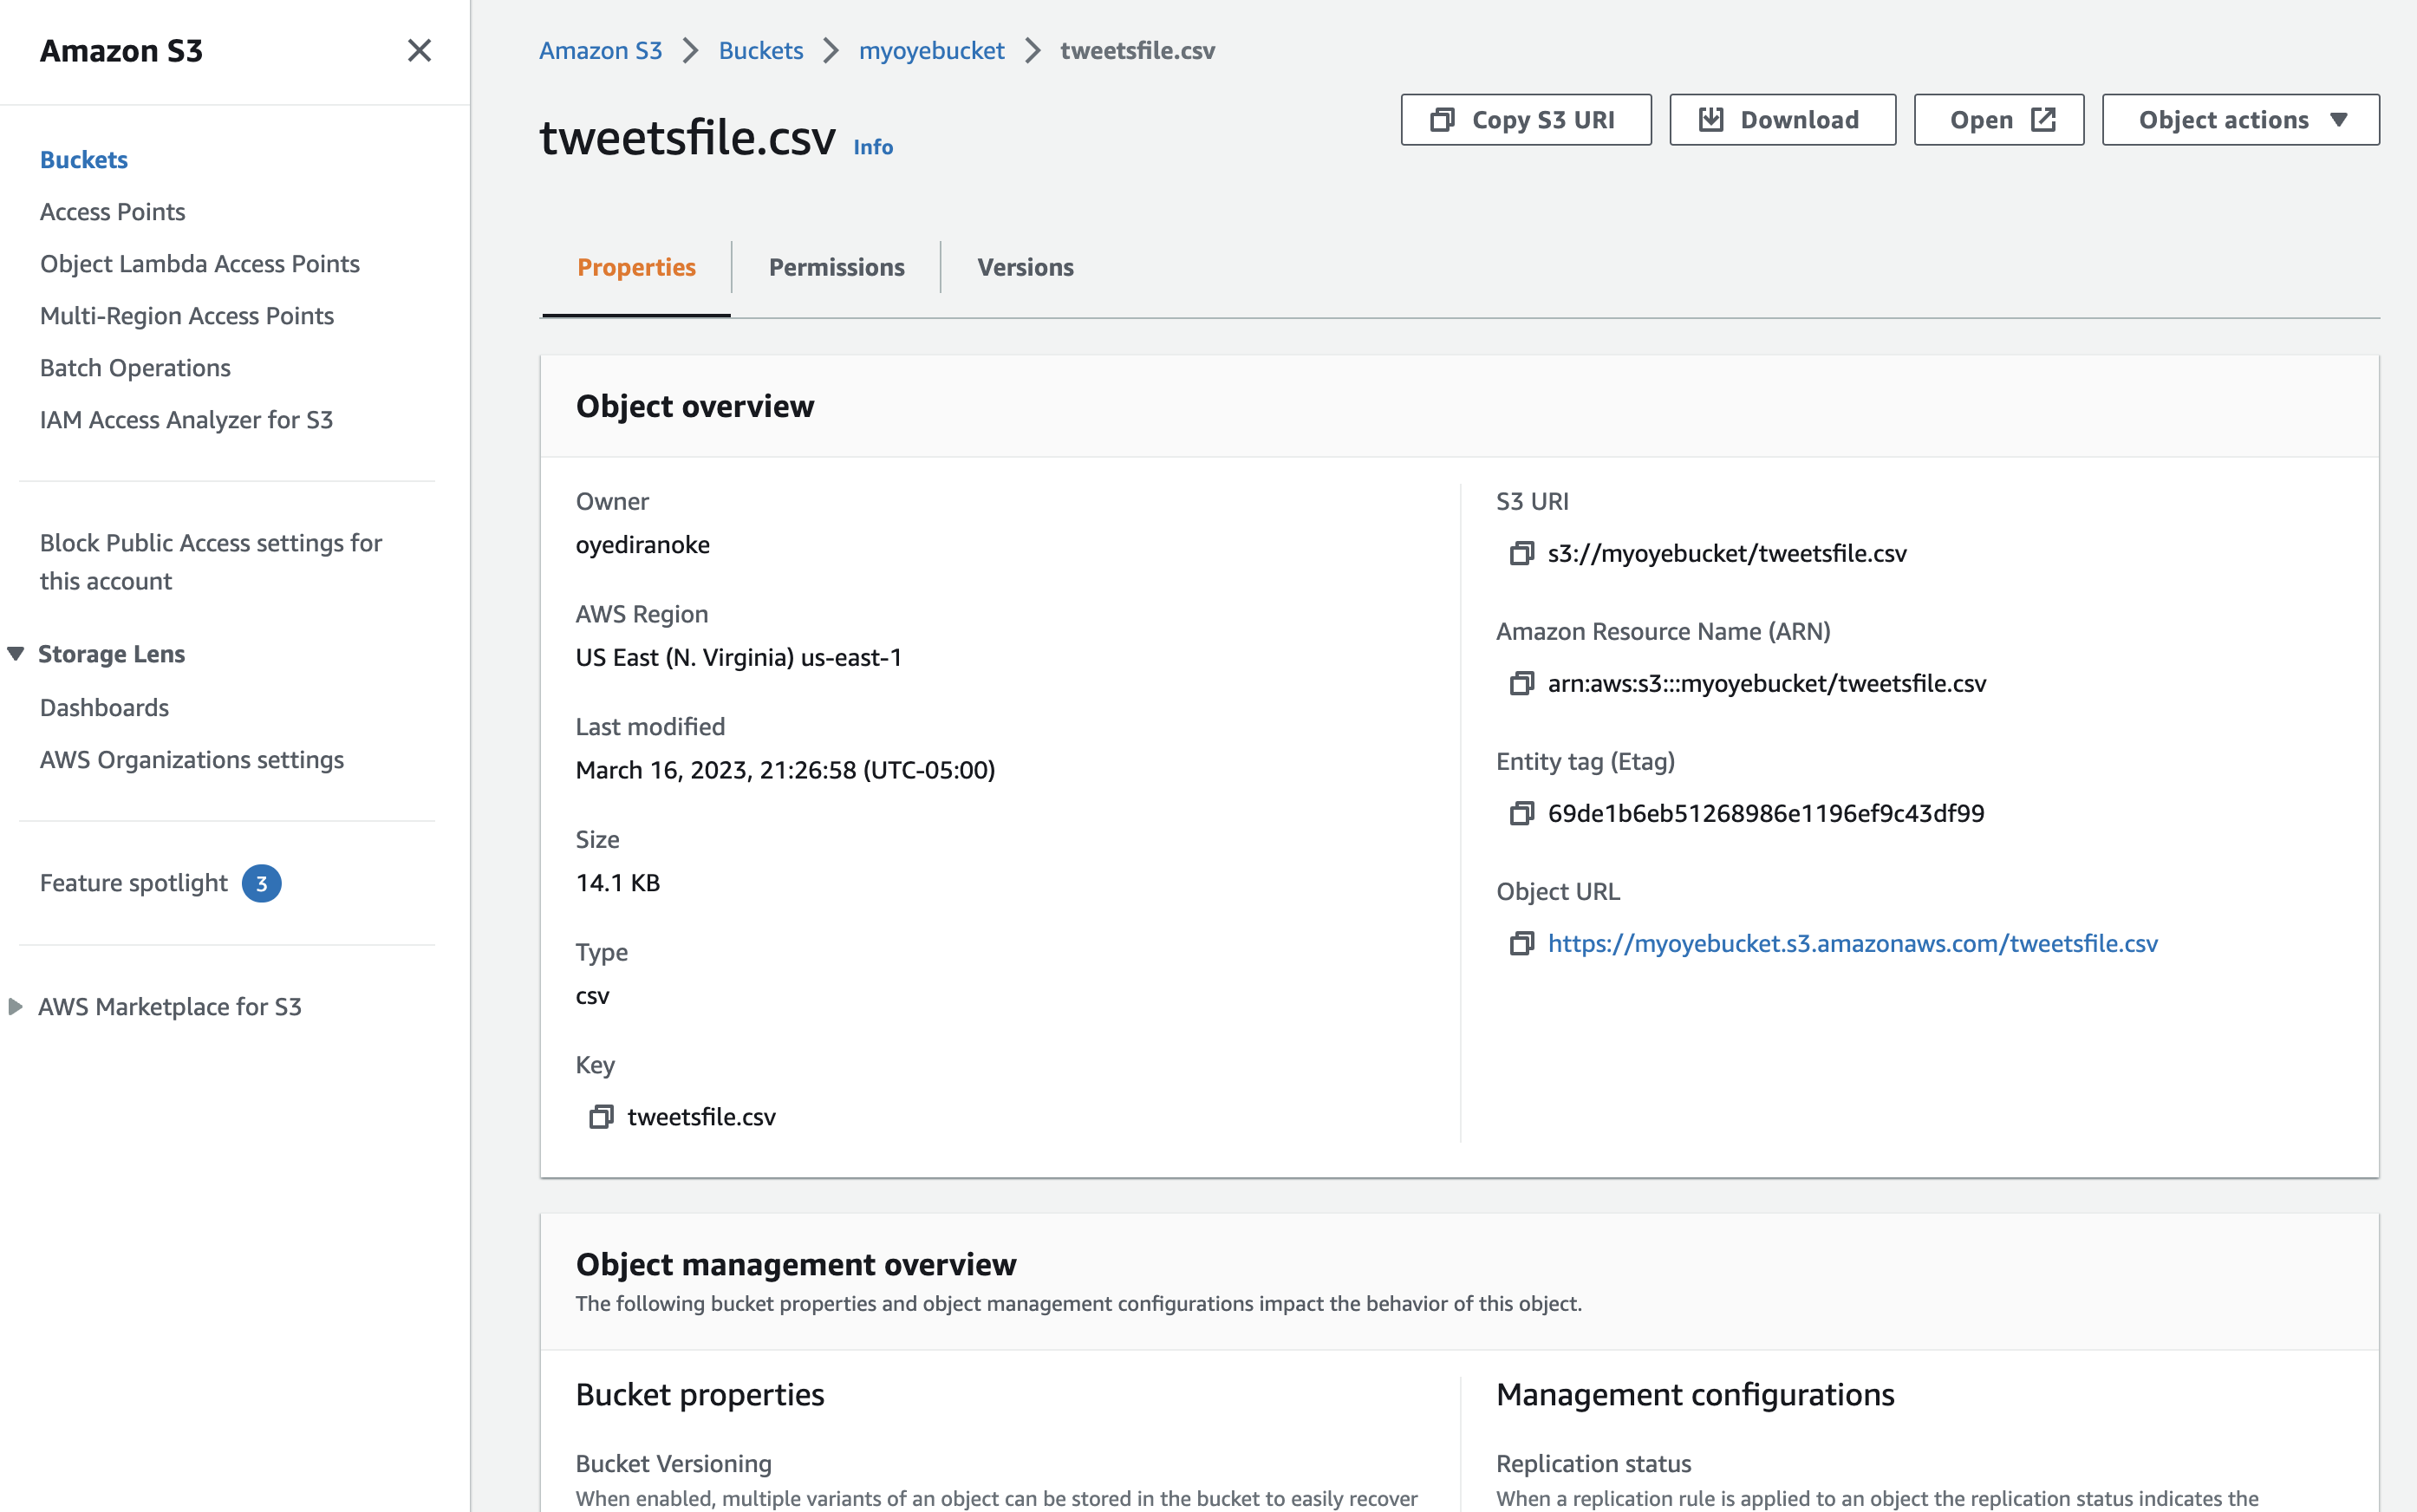 Amazon S3
Buckets
Access Points
Object Lambda Access Points
Multi-Region Access Points
Batch Operations
IAM Access Analyzer for S3
Block Public Access settings for
this account
Storage Lens
Dashboards
AWS Organizations settings
Feature spotlight 3
AWS Marketplace for S3
Amazon S3 Buckets myoyebucket tweetsfile.csv
tweetsfile.csv Info
Copy S3 URI Download Open Object actions
Properties Permissions Versions
Object overview
Owner
oyediranoke
AWS Region
US East (N. Virginia) us-east-1
Last modified
March 16, 2023, 21:26:58 (UTC-05:00)
Size
14.1 KB
Type
csv
Key
tweetsfile.csv
S3 URI
s3://myoyebucket/tweetsfile.csv
Amazon Resource Name (ARN)
arn:aws:s3:::myoyebucket/tweetsfile.csv
Entity tag (Etag)
69de1b6eb51268986e1196ef9c43df99
Object URL
https://myoyebucket.s3.amazonaws.com/tweetsfile.csv
Object management overview
The following bucket properties and object management configurations impact the behavior of this object.
Bucket properties
Bucket Versioning
When enabled, multiple variants of an object can be stored in the bucket to easily recover
Management configurations
Replication status
When a replication rule is applied to an object the replication status indicates the